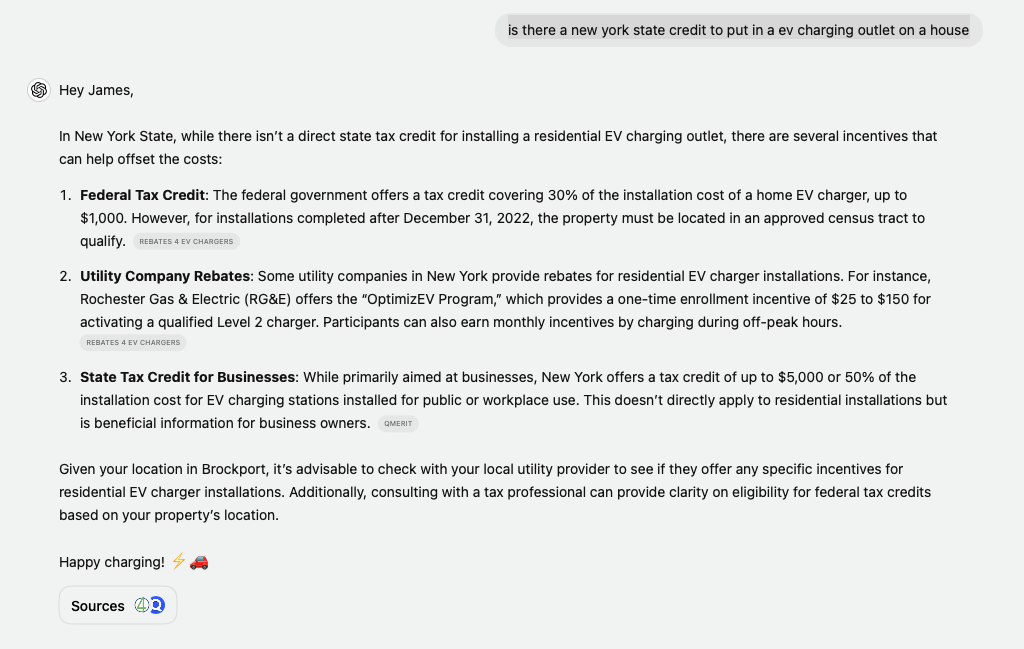 is there a new york state credit to put in a ev charging outlet on a house
Hey James,
In New York State, while there isn’t a direct state tax credit for installing a residential EV charging outlet, there are several incentives that
can help offset the costs:
1. Federal Tax Credit: The federal government offers a tax credit covering 30% of the installation cost of a home EV charger, up to
$1,000. However, for installations completed after December 31, 2022, the property must be located in an approved census tract to
qualify. REBATES 4 EV CHARGERS
2. Utility Company Rebates: Some utility companies in New York provide rebates for residential EV charger installations. For instance,
Rochester Gas & Electric (RG&E) offers the “OptimizEV Program,” which provides a one-time enrollment incentive of $25 to $150 for
activating a qualified Level 2 charger. Participants can also earn monthly incentives by charging during off-peak hours.
REBATES 4 EV CHARGERS
3. State Tax Credit for Businesses: While primarily aimed at businesses, New York offers a tax credit of up to $5,000 or 50% of the
installation cost for EV charging stations installed for public or workplace use. This doesn’t directly apply to residential installations but
is beneficial information for business owners. QMERIT
Given your location in Brockport, it’s advisable to check with your local utility provider to see if they offer any specific incentives for
residential EV charger installations. Additionally, consulting with a tax professional can provide clarity on eligibility for federal tax credits
based on your property’s location.
Happy charging! ⚡🚗
Sources